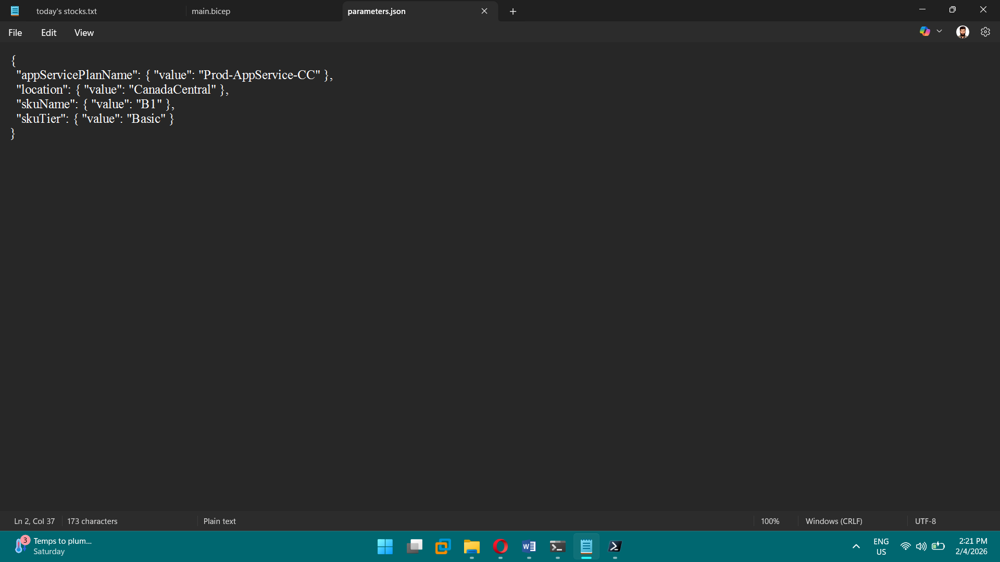 today's stocks.txt
main.bicep
parameters.json
File
Edit
View
{
"appServicePlanName": { "value": "Prod-AppService-CC" },
"location": { "value": "CanadaCentral" },
"skuName": { "value": "B1" },
"skuTier": { "value": "Basic" }
}
Ln 2, Col 37
173 characters
Plain text
100%
Windows (CRLF)
UTF-8
3
Temps to plum...
Saturday
W
ENG
US
2:21 PM
2/4/2026